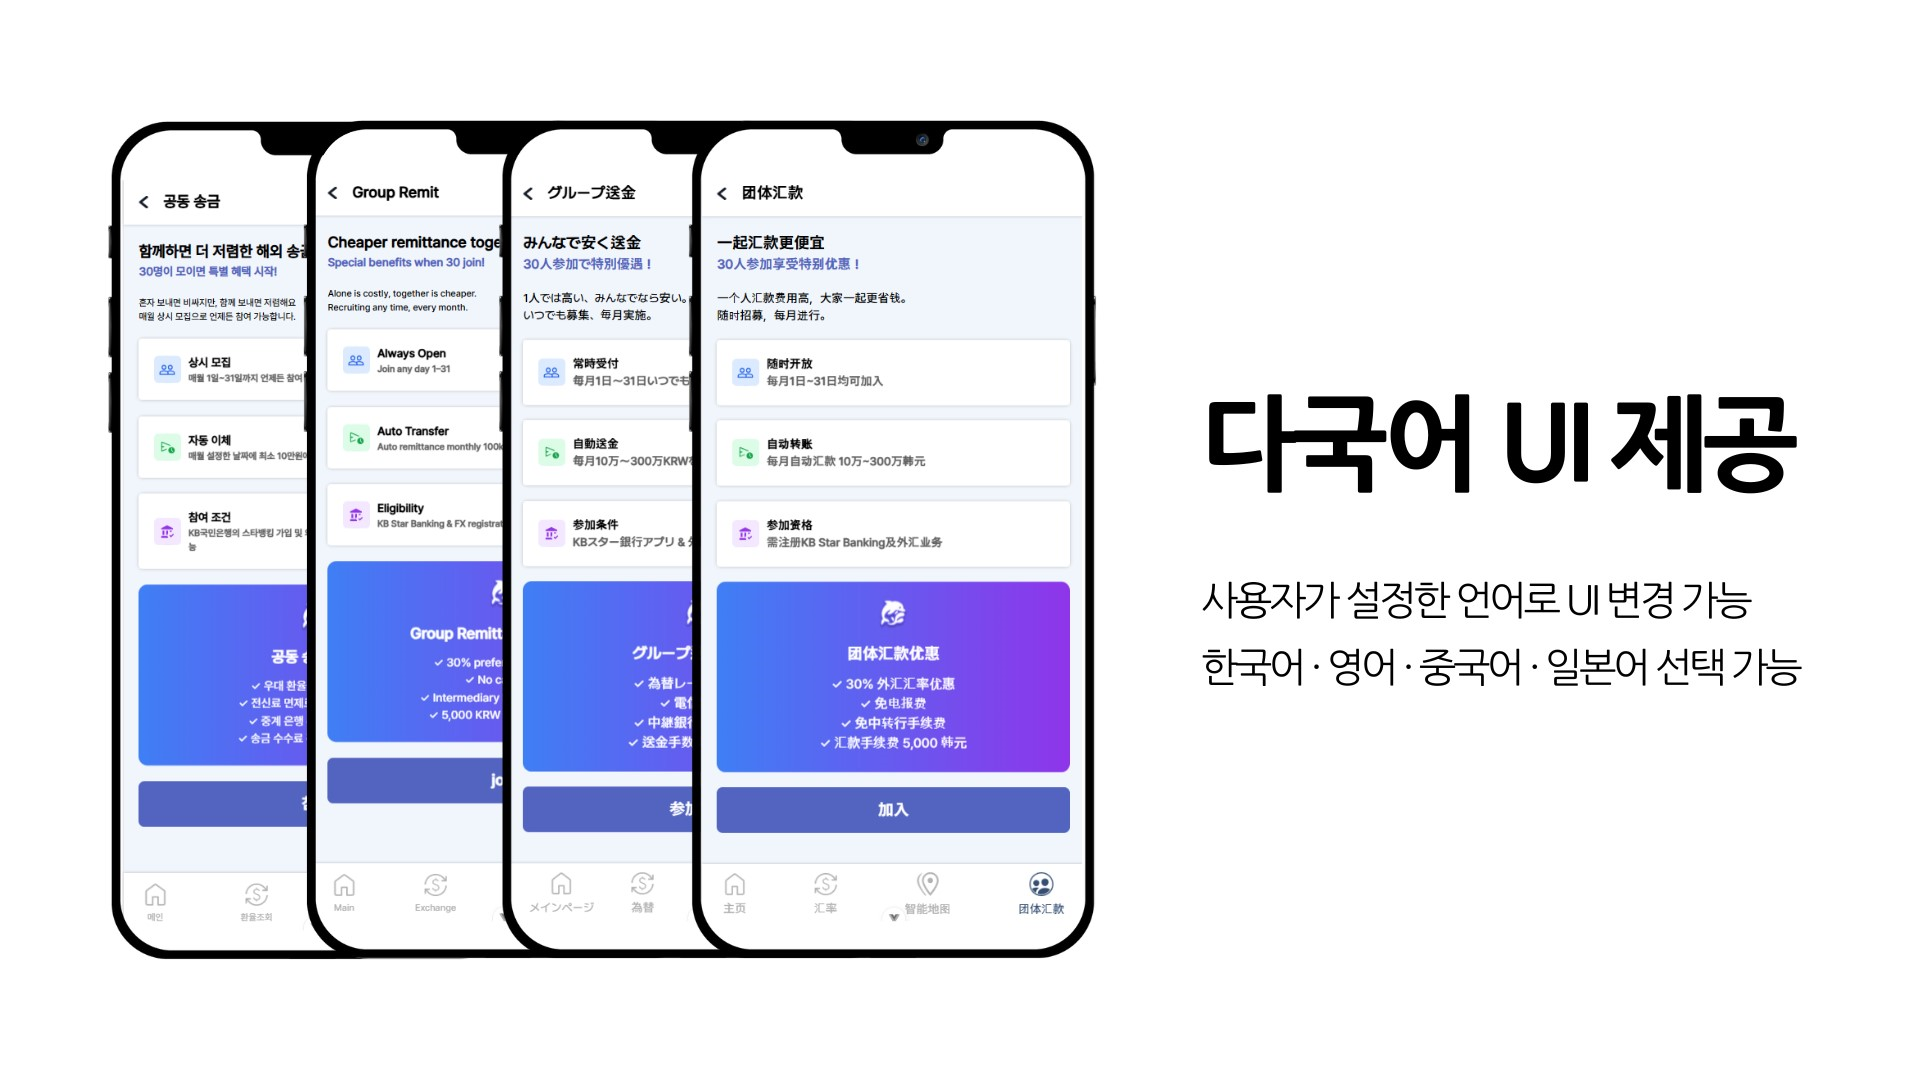 공동 송금
함께하면 더 저렴한 해외
30명이 모이면 특별 혜택 시작!
혼자 보내면 비싸지만, 함께 보내면 저렴해요
매월 상시 모집으로 언제든 참여 가능합니다.
상시 모집
매월 1일~31일까지 언제든 참여
자동 이체
매월 설정한 날짜에 최소
참여 조건
KB국민은행의 스타뱅킹 가입 및
능
공동
✓ 우대 환율
✓ 전신료 면제
✓ 중계 은행
✓ 송금 수수료
메인
환율조회
Group Remit
Cheaper remittance toge
Special benefits when 30 join!
Alone is costly, together is cheaper.
Recruiting any time, every month.
Always Open
Join any day 1–31
Auto Transfer
Auto remittance monthly 100k
Eligibility
KB Star Banking & FX registrat
Group Remitt
✓ 30% prefe
✓ No c
✓ Intermediary
✓ 5,000 KRW
jo
Main
Exchange
グループ送金
みんなで安く送金
30人参加で特別優遇！
1人では高い、みんなでなら安い。
いつでも募集、毎月実施。
常時受付
毎月1日～31日いつでも
自動送金
毎月10万～300万KRW
参加条件
KBスター銀行アプリ &
グループ
✓ 為替レー
✓ 電信
✓ 中継銀行
✓ 送金手数
参加
メインページ
為替
团体汇款
一起汇款更便宜
30人参加享受特别优惠！
一个人汇款费用高，大家一起更省钱。
随时招募，每月进行。
随时开放
每月1日~31日均可加入
自动转账
每月自动汇款 10万~300万韩元
参加资格
需注册KB Star Banking及外汇业务
团体汇款优惠
✓ 30% 外汇汇率优惠
✓ 免电报费
✓ 免中转行手续费
✓ 汇款手续费 5,000 韩元
加入
主页
汇率
智能地图
团体汇款
다국어 UI 제공
사용자가 설정한 언어로 UI 변경 가능
한국어 · 영어 · 중국어 · 일본어 선택 가능